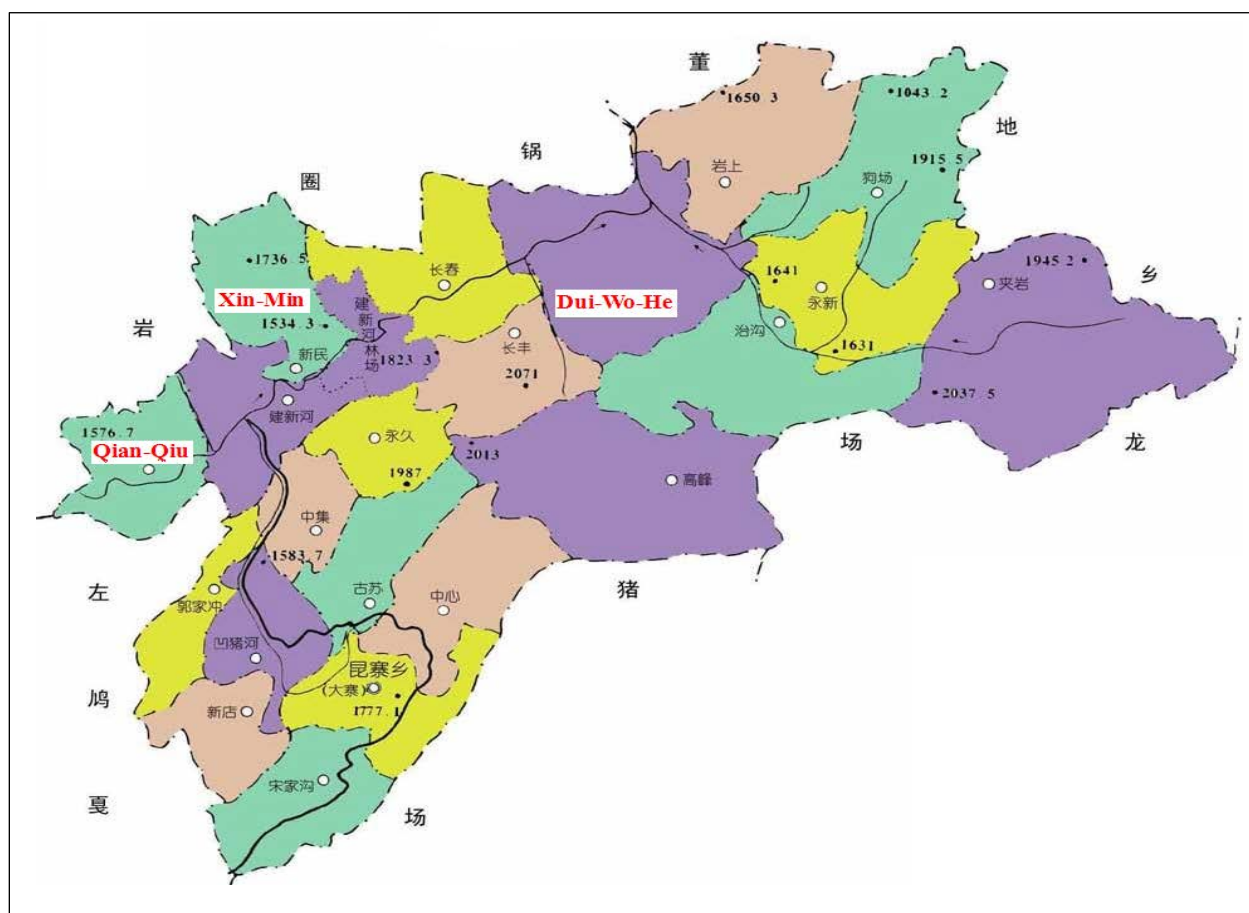 董
1650 3
1043.2
锅
地
岩上
1915 5
狗场
圈
1736.5
长春
1641
永新
1945 2
夹岩
乡
Xin-Min
建新河林场
Dui-Wo-He
岩
1534.3
治沟
长丰
1631
新民
1823 3
2071
2037 5
建新河
1576.7
永久
场
龙
Qian-Qiu
2013
高峰
1987
中集
1583.7
左
郭家冲
古苏
中心
猪
凹猪河
昆寨乡
(大寨)
鸠
新店
1777.1
宋家沟
戛
场